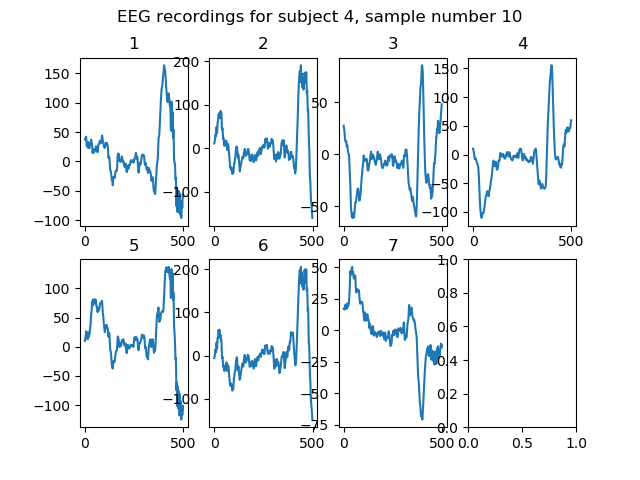 EEG recordings for subject 4, sample number 10
1 2 3 4
150 100 50 0 −50 −100
200 100 0 −100
50 0 −50
150 100 50 0 −50 −100
0 500 0 500 0 500 0 500
5 6 7
100 50 0 −50 −100
200 100 0 −100
50 25 0 −25 −50 −75
1.0 0.8 0.6 0.4 0.2 0.0
0 500 0 500 0 500 0.0 0.5 1.0